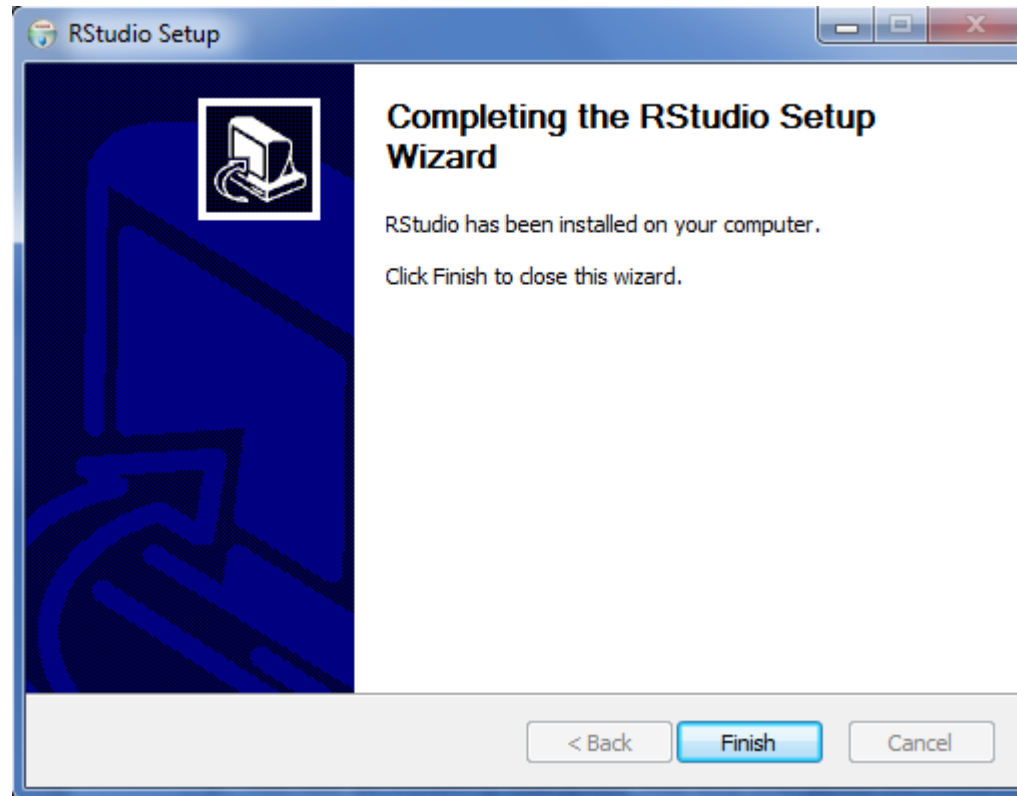 RStudio Setup
Completing the RStudio Setup
Wizard
RStudio has been installed on your computer.
Click Finish to close this wizard.
< Back
Finish
Cancel